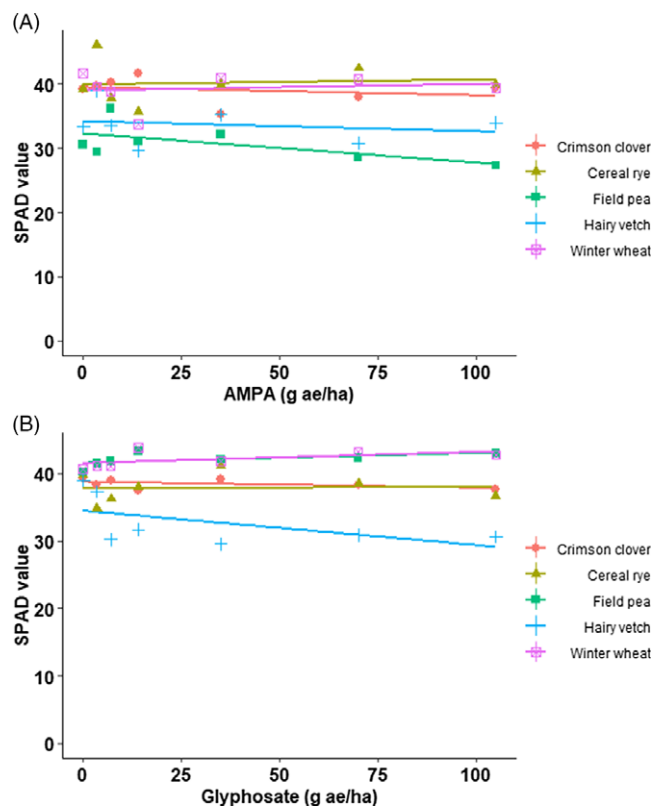 (A)
SPAD value
40
30
20
10
0
0 25 50 75 100
AMPA (g ae/ha)
Crimson clover
Cereal rye
Field pea
Hairy vetch
Winter wheat
(B)
SPAD value
40
30
20
10
0
0 25 50 75 100
Glyphosate (g ae/ha)
Crimson clover
Cereal rye
Field pea
Hairy vetch
Winter wheat